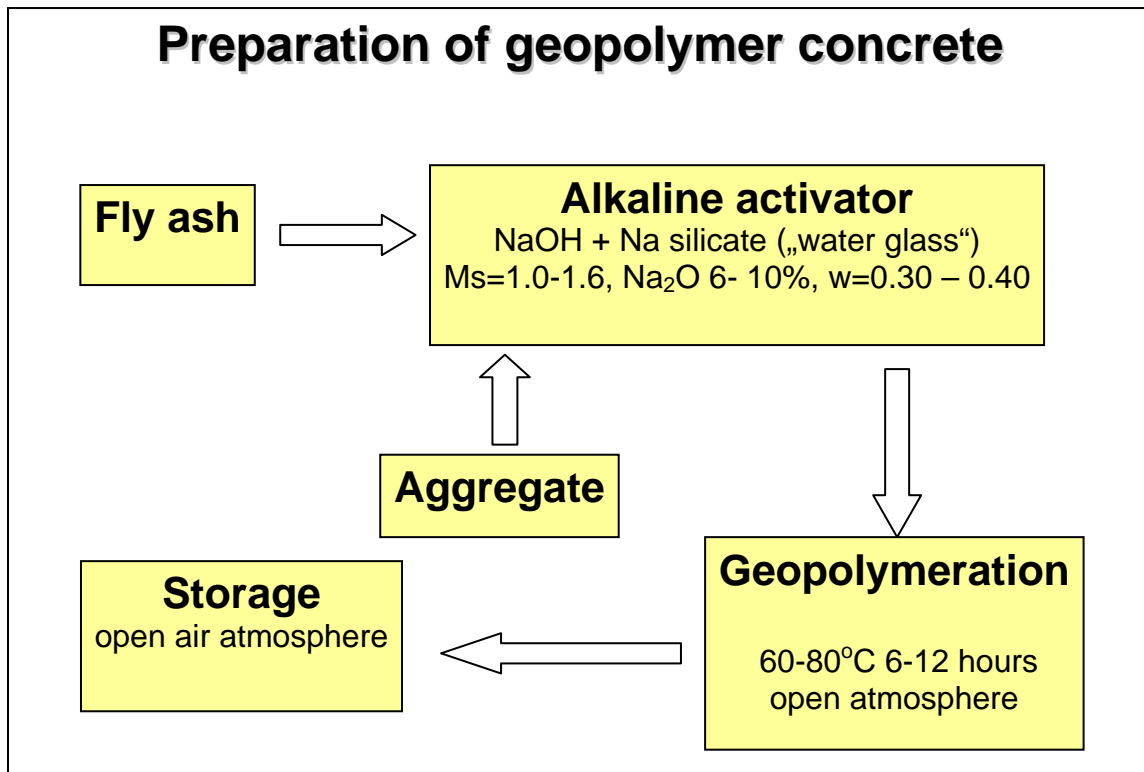 Preparation of geopolymer concrete
Fly ash
Alkaline activator
NaOH + Na silicate („water glass“)
Ms=1.0-1.6, Na₂O 6- 10%, w=0.30 – 0.40
Aggregate
Geopolymeration
60-80°C 6-12 hours
open atmosphere
Storage
open air atmosphere